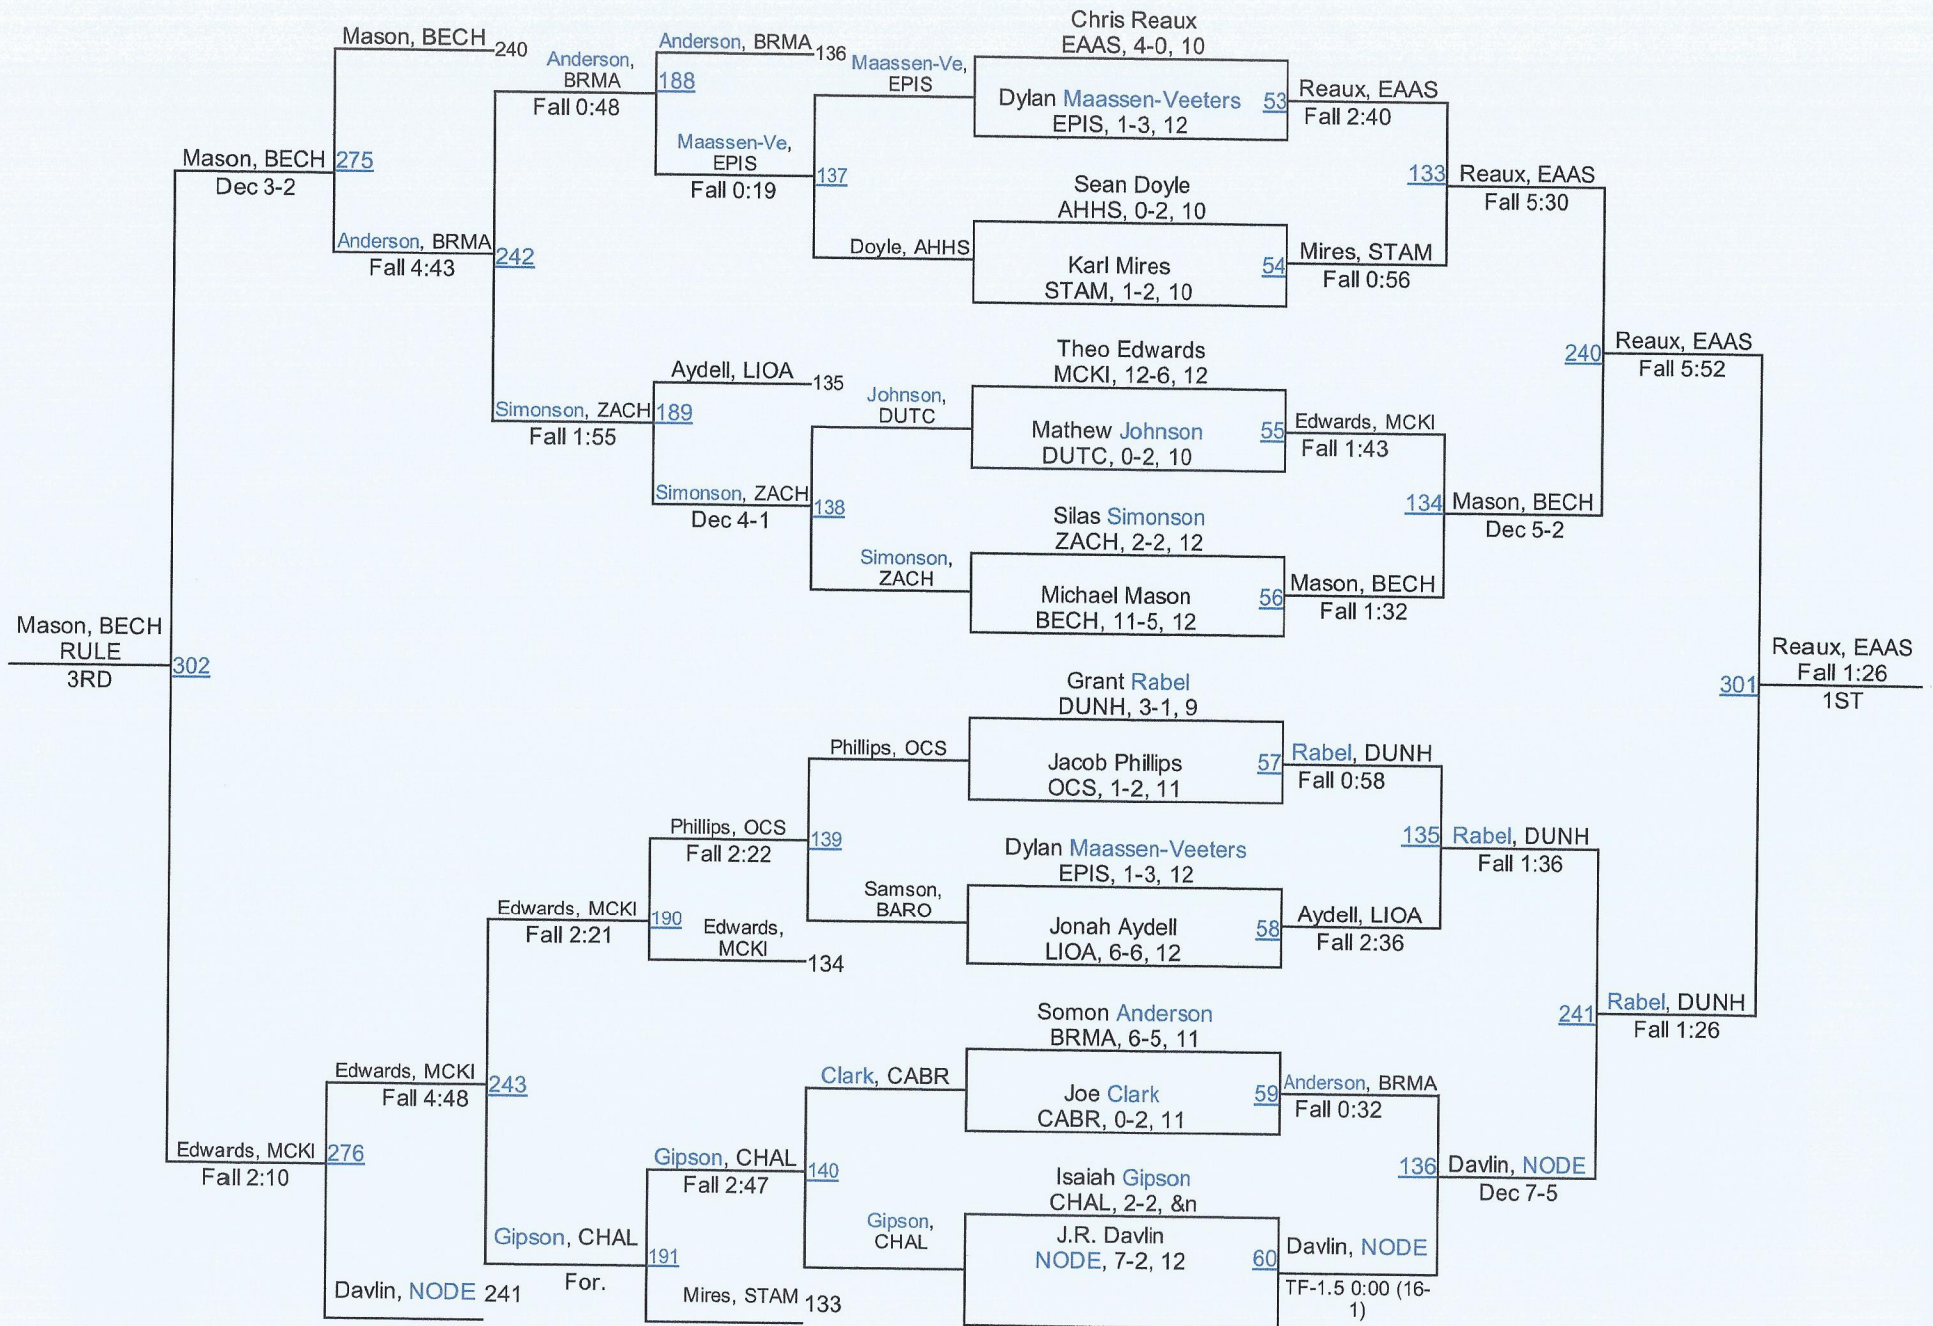 Mason, BECH
240
Anderson,
BRMA
Fall 0:48
Anderson, BRMA
136
188
Maassen-Ve,
EPIS
Fall 0:19
Maassen-Ve,
EPIS
137
Doyle, AHHS
Chris Reaux
EAAS, 4-0, 10
Dylan Maassen-Veeters
EPIS, 1-3, 12
53
Reaux, EAAS
Fall 2:40
Sean Doyle
AHHS, 0-2, 10
Karl Mires
STAM, 1-2, 10
54
Mires, STAM
Fall 0:56
133
Reaux, EAAS
Fall 5:30
Mason, BECH
Dec 3-2
275
Anderson, BRMA
Fall 4:43
242
Simonson, ZACH
Fall 1:55
Aydell, LIOA
135
189
Simonson, ZACH
Dec 4-1
Johnson,
DUTC
138
Simonson,
ZACH
Theo Edwards
MCKI, 12-6, 12
Mathew Johnson
DUTC, 0-2, 10
55
Edwards, MCKI
Fall 1:43
Silas Simonson
ZACH, 2-2, 12
Michael Mason
BECH, 11-5, 12
56
Mason, BECH
Fall 1:32
134
Mason, BECH
Dec 5-2
240
Reaux, EAAS
Fall 5:52
Mason, BECH
RULE
3RD
302
301
Reaux, EAAS
Fall 1:26
1ST
Grant Rabel
DUNH, 3-1, 9
Jacob Phillips
OCS, 1-2, 11
57
Rabel, DUNH
Fall 0:58
Phillips, OCS
Phillips, OCS
Fall 2:22
139
Samson,
BARO
Dylan Maassen-Veeters
EPIS, 1-3, 12
Jonah Aydell
LIOA, 6-6, 12
58
Aydell, LIOA
Fall 2:36
135
Rabel, DUNH
Fall 1:36
Edwards, MCKI
Fall 2:21
190
Edwards,
MCKI
134
Somon Anderson
BRMA, 6-5, 11
Joe Clark
CABR, 0-2, 11
59
Anderson, BRMA
Fall 0:32
241
Rabel, DUNH
Fall 1:26
Edwards, MCKI
Fall 4:48
243
Clark, CABR
Gipson, CHAL
Fall 2:47
140
Gipson,
CHAL
Isaiah Gipson
CHAL, 2-2, &n
J.R. Davlin
NODE, 7-2, 12
60
Davlin, NODE
TF-1.5 0:00 (16-
1)
136
Davlin, NODE
Dec 7-5
Edwards, MCKI
Fall 2:10
276
Gipson, CHAL
For.
191
Davlin, NODE 241
Mires, STAM 133